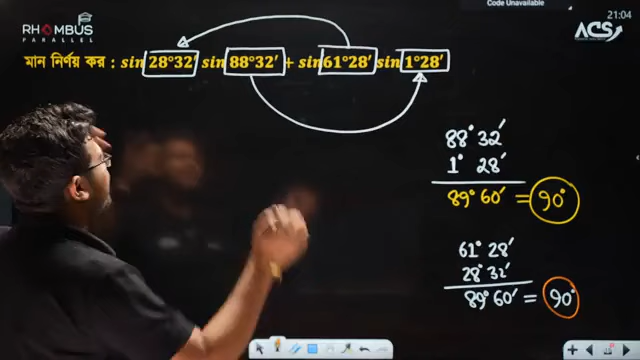 Code Unavailable
21:04
RHOMBUS
PARALLEL
ACS
মান নির্ণয় কর : sin 28°32′ sin 88°32′ + sin 61°28′ sin 1°28′
88° 32′
1° 28′
89° 60′ = 90°
61° 28′
28° 32′
89° 60′ = 90°